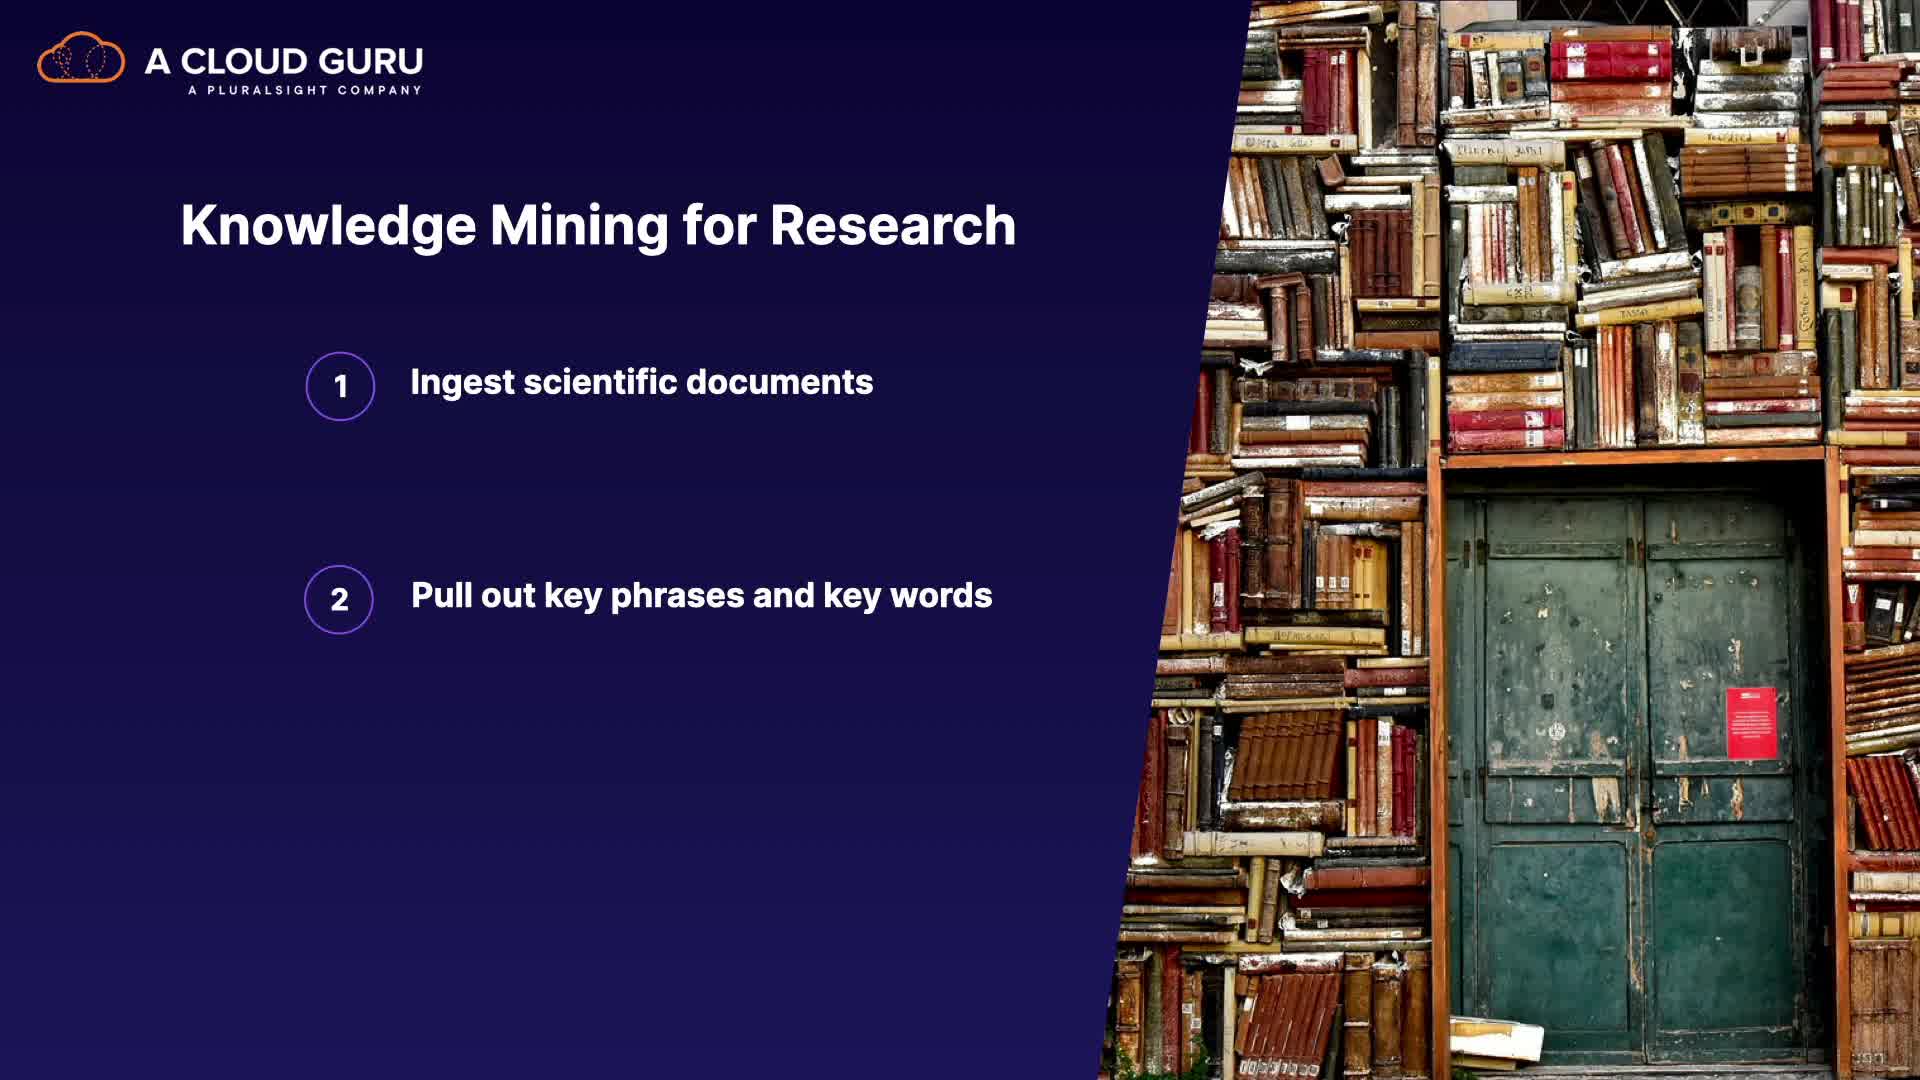 A CLOUD GURU
A PLURALSIGHT COMPANY
Knowledge Mining for Research
1 Ingest scientific documents
2 Pull out key phrases and key words